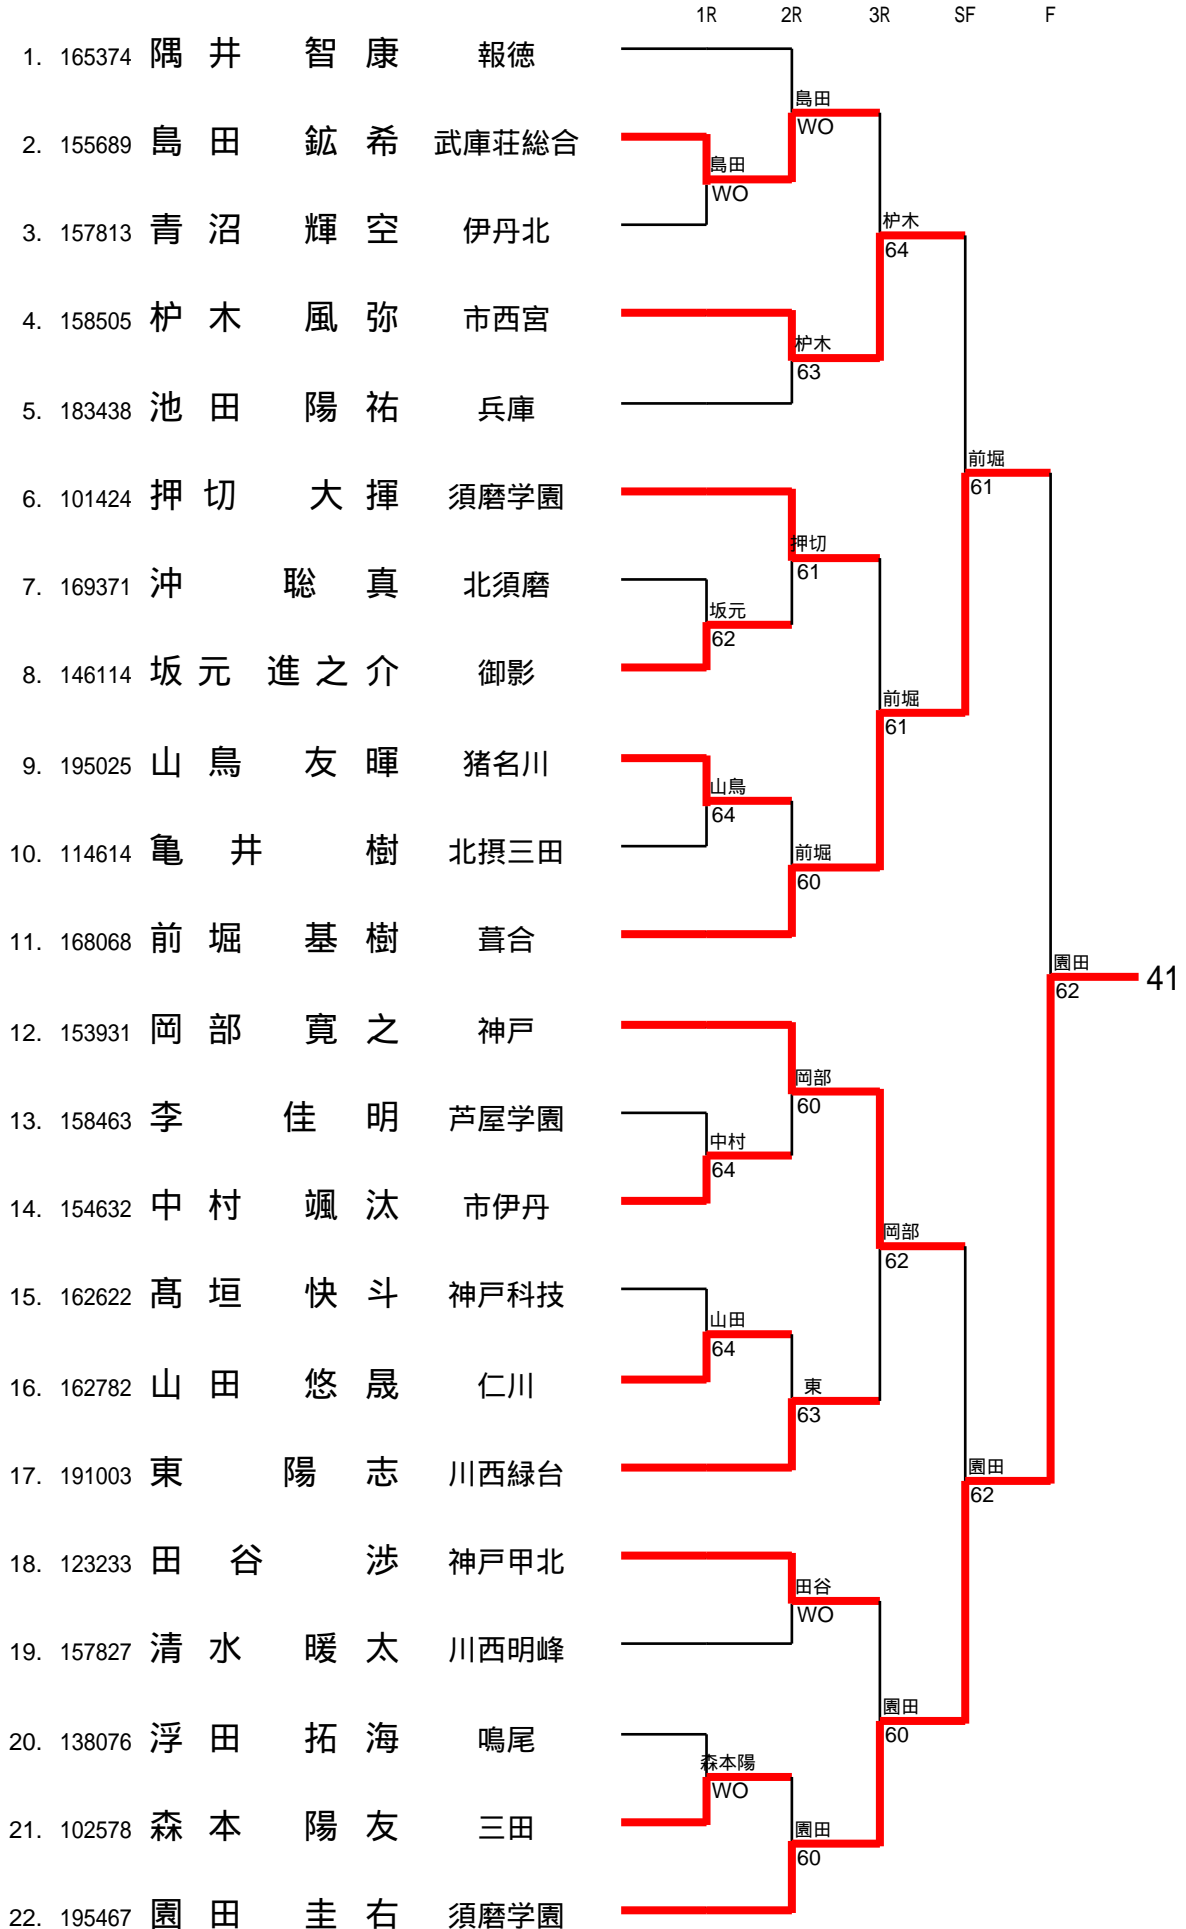 1R 2R 3R SF F
1. 165374 隅井 智康 報徳
島田
WO
2. 155689 島田 鉱希 武庫荘総合
島田
WO
3. 157813 青沼 輝空 伊丹北
枦木
64
4. 158505 枦木 風弥 市西宮
枦木
63
5. 183438 池田 陽祐 兵庫
前堀
61
6. 101424 押切 大揮 須磨学園
押切
61
7. 169371 沖 聡真 北須磨
坂元
62
8. 146114 坂元 進之介 御影
前堀
61
9. 195025 山鳥 友暉 猪名川
山鳥
64
10. 114614 亀井 樹 北摂三田
前堀
60
11. 168068 前堀 基樹 葺合
園田
62
41
12. 153931 岡部 寛之 神戸
岡部
60
13. 158463 李 佳明 芦屋学園
中村
64
14. 154632 中村 颯汰 市伊丹
岡部
62
15. 162622 髙垣 快斗 神戸科技
山田
64
16. 162782 山田 悠晟 仁川
東
63
17. 191003 東 陽志 川西緑台
園田
62
18. 123233 田谷 渉 神戸甲北
田谷
WO
19. 157827 清水 暖太 川西明峰
園田
60
20. 138076 浮田 拓海 鳴尾
森本陽
WO
21. 102578 森本 陽友 三田
園田
60
22. 195467 園田 圭右 須磨学園